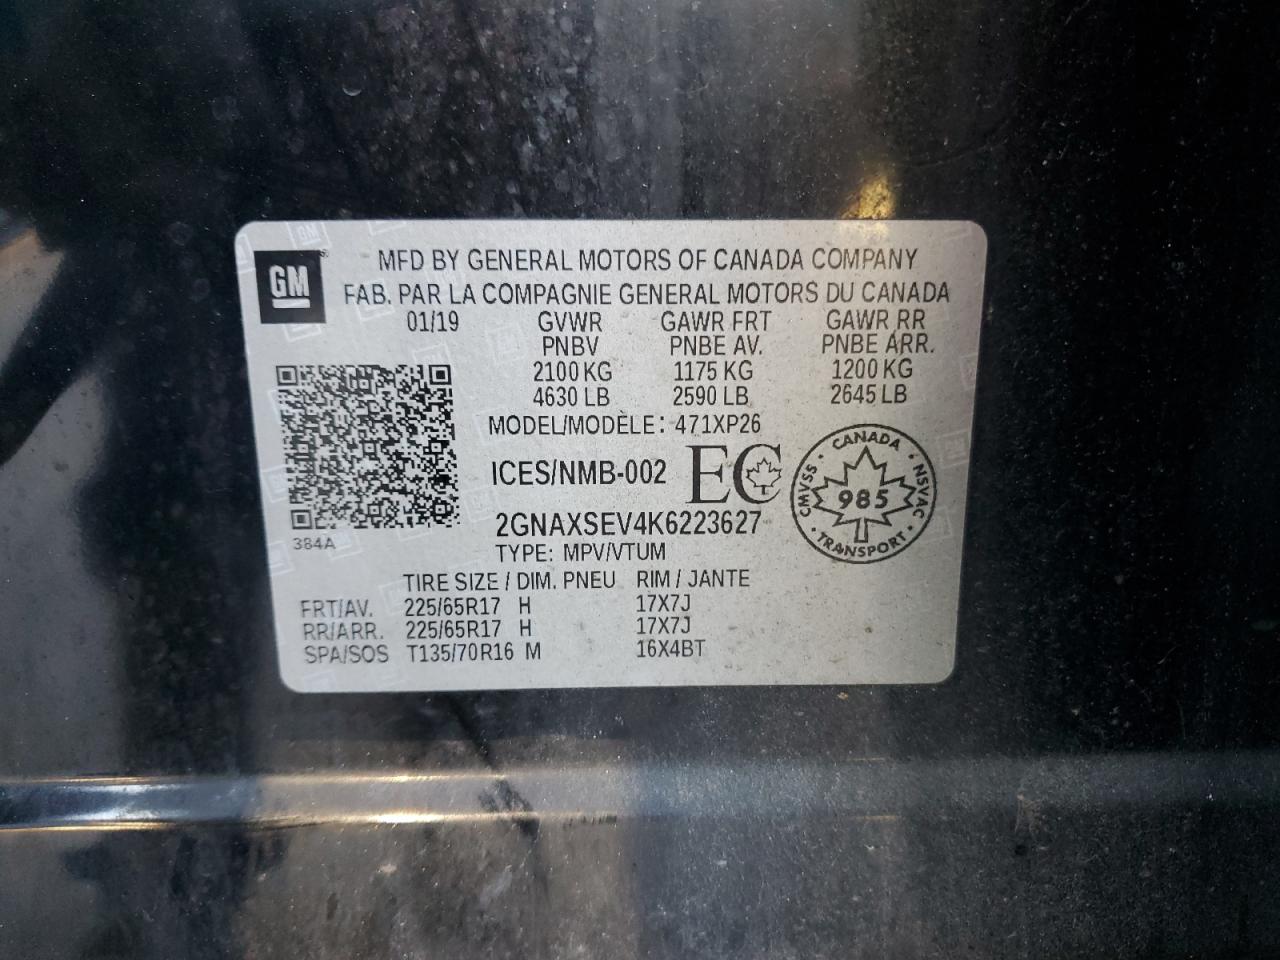 GM
MFD BY GENERAL MOTORS OF CANADA COMPANY
FAB. PAR LA COMPAGNIE GENERAL MOTORS DU CANADA
01/19 GVWR GAWR FRT GAWR RR
PNBV PNBE AV. PNBE ARR.
2100 KG 1175 KG 1200 KG
4630 LB 2590 LB 2645 LB
MODEL/MODÈLE: 471XP26
ICES/NMB-002 EC
CANADA
CMVSS 985 NSVAC
TRANSPORT
2GNAXSEV4K6223627
384A
TYPE: MPV/VTUM
TIRE SIZE / DIM. PNEU RIM / JANTE
FRT/AV. 225/65R17 H 17X7J
RR/ARR. 225/65R17 H 17X7J
SPA/SOS T135/70R16 M 16X4BT